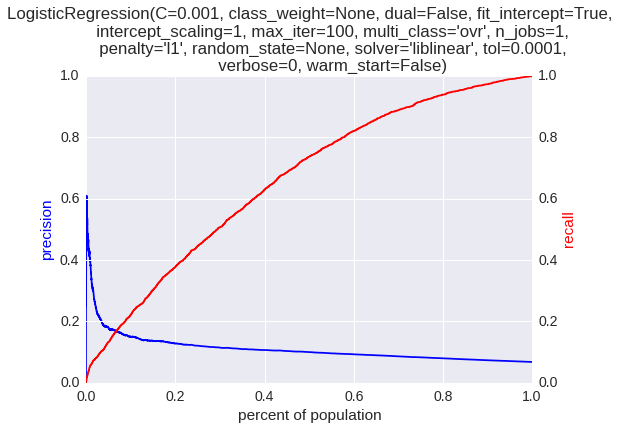 LogisticRegression(C=0.001, class_weight=None, dual=False, fit_intercept=True,
intercept_scaling=1, max_iter=100, multi_class='ovr', n_jobs=1,
penalty='l1', random_state=None, solver='liblinear', tol=0.0001,
verbose=0, warm_start=False)
1.0
0.8
0.6
0.4
0.2
0.0
precision
1.0
0.8
0.6
0.4
0.2
0.0
recall
0.0 0.2 0.4 0.6 0.8 1.0
percent of population